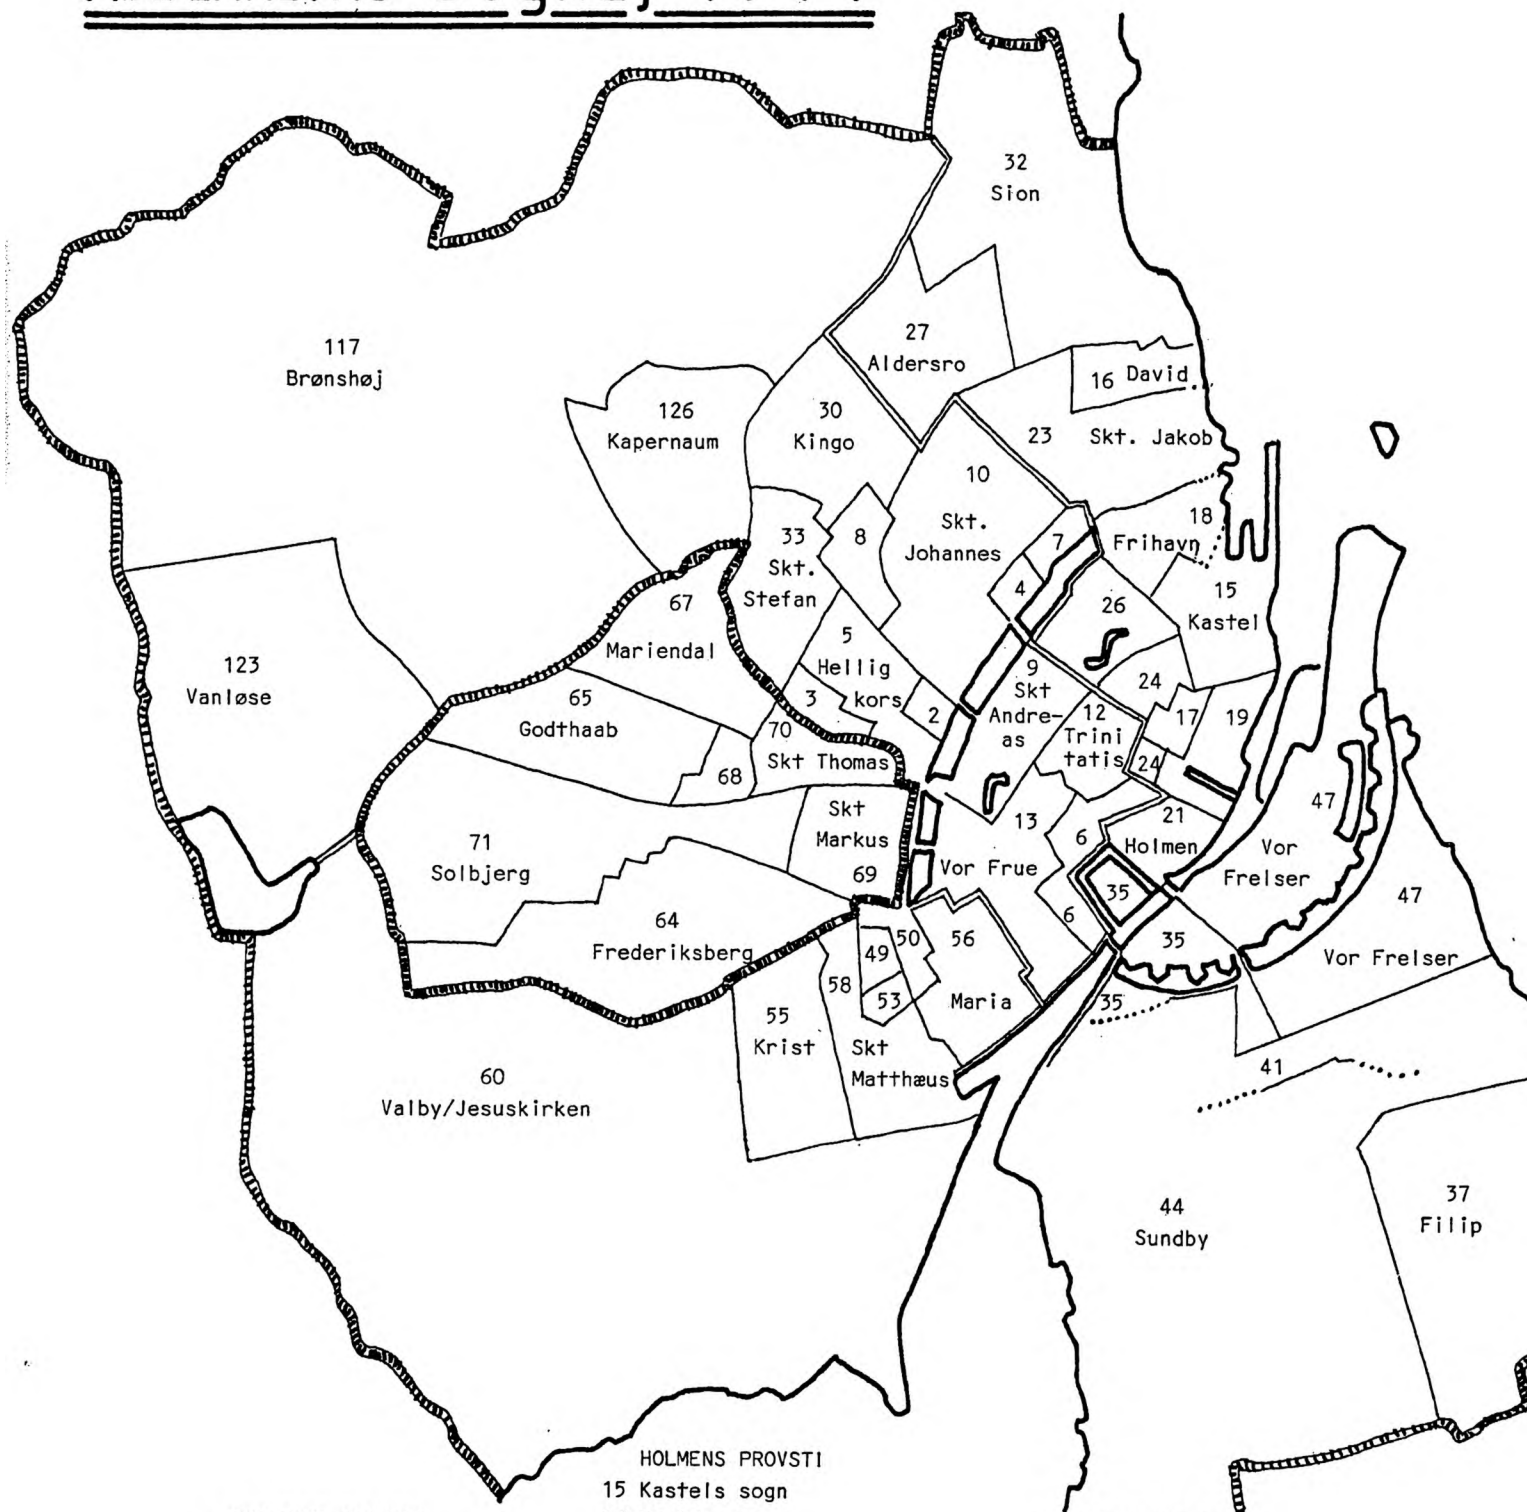 32
Sion
117
Brønshøj
27
Aldersro
16 David
126
Kapernaum
30
Kingo
23 Skt. Jakob
10
Skt.
Johannes
33
Skt.
Stefan
8
7
4
18
Frihavn
15
Kastel
26
67
Mariendal
5
Hellig
kors
3
2
9
Skt
Andre-
as
24
17
19
12
Trini
tatis
24
123
Vanløse
65
Godthaab
70
Skt Thomas
68
Skt
Markus
69
71
Solbjerg
13
Vor Frue
6
21
Holmen
47
Vor
Frelser
35
6
35
47
Vor Frelser
64
Frederiksberg
49
50
56
Maria
58
53
35
55
Krist
Skt
Matthæus
41
60
Valby/Jesuskirken
44
Sundby
37
Filip
HOLMENS PROVSTI
15 Kastels sogn